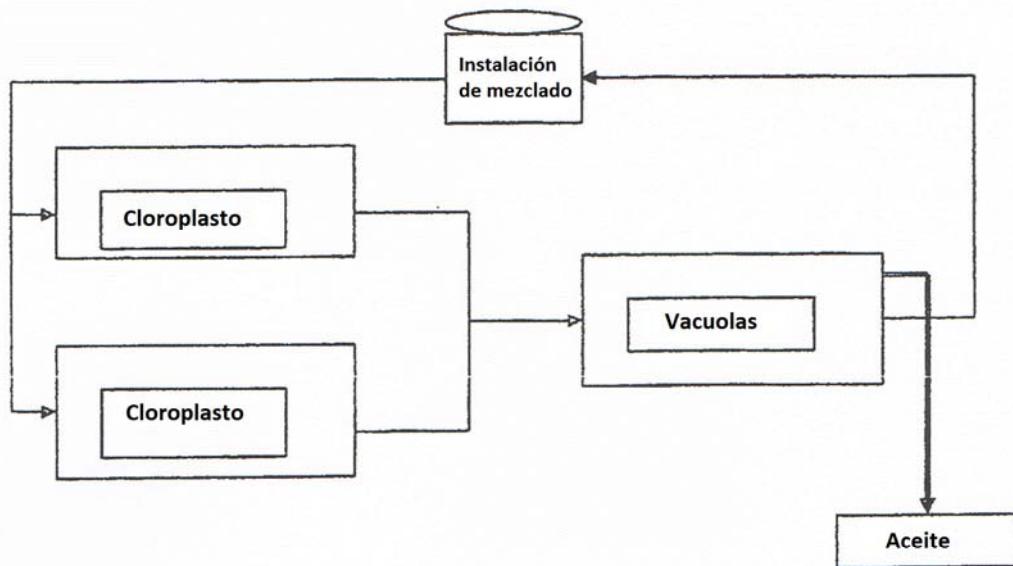 Instalación
de mezclado
Cloroplasto
Cloroplasto
Vacuolas
Aceite